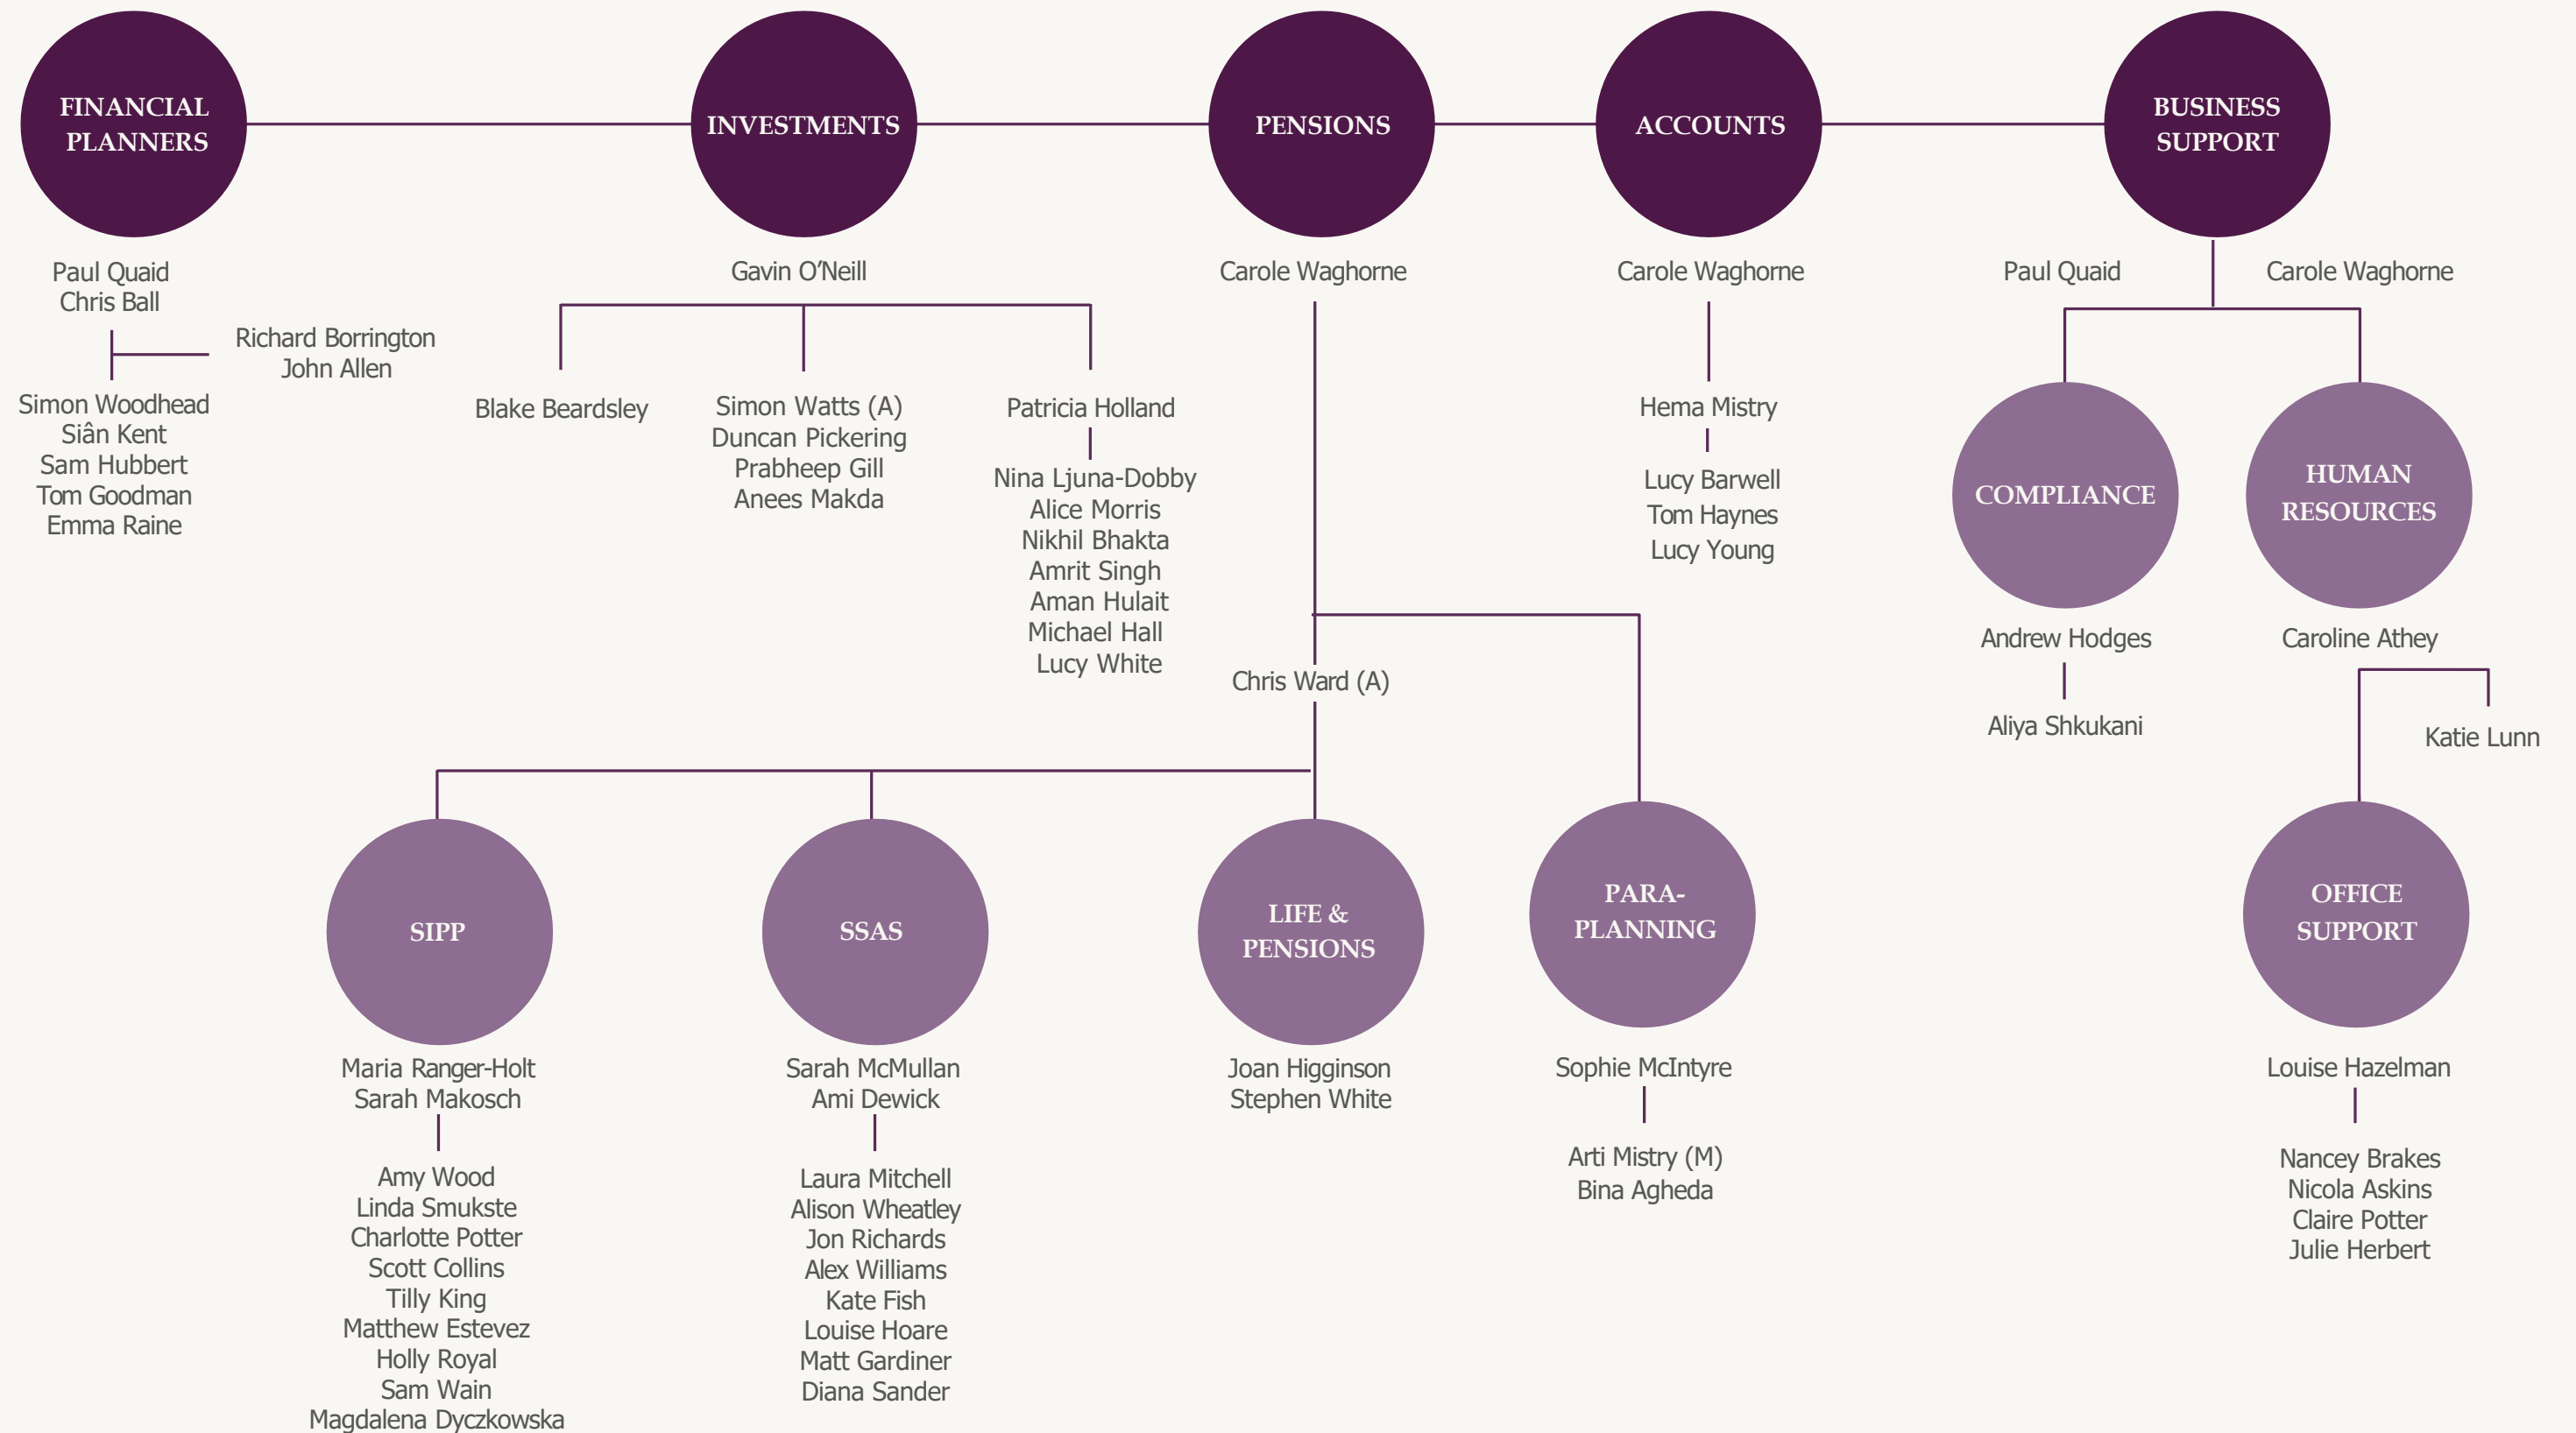 FINANCIAL
PLANNERS
INVESTMENTS
PENSIONS
ACCOUNTS
BUSINESS
SUPPORT
Paul Quaid
Chris Ball
Richard Borrington
John Allen
Simon Woodhead
Siân Kent
Sam Hubbert
Tom Goodman
Emma Raine
Gavin O’Neill
Blake Beardsley
Simon Watts (A)
Duncan Pickering
Prabheep Gill
Anees Makda
Patricia Holland
Nina Ljuna-Dobby
Alice Morris
Nikhil Bhakta
Amrit Singh
Aman Hulait
Michael Hall
Lucy White
Carole Waghorne
Chris Ward (A)
Carole Waghorne
Hema Mistry
Lucy Barwell
Tom Haynes
Lucy Young
Paul Quaid
Carole Waghorne
COMPLIANCE
Andrew Hodges
Aliya Shkukani
HUMAN
RESOURCES
Caroline Athey
Katie Lunn
SIPP
Maria Ranger-Holt
Sarah Makosch
Amy Wood
Linda Smukste
Charlotte Potter
Scott Collins
Tilly King
Matthew Estevez
Holly Royal
Sam Wain
Magdalena Dyczkowska
SSAS
Sarah McMullan
Ami Dewick
Laura Mitchell
Alison Wheatley
Jon Richards
Alex Williams
Kate Fish
Louise Hoare
Matt Gardiner
Diana Sander
LIFE &
PENSIONS
Joan Higginson
Stephen White
PARA-
PLANNING
Sophie McIntyre
Arti Mistry (M)
Bina Agheda
OFFICE
SUPPORT
Louise Hazelman
Nancey Brakes
Nicola Askins
Claire Potter
Julie Herbert